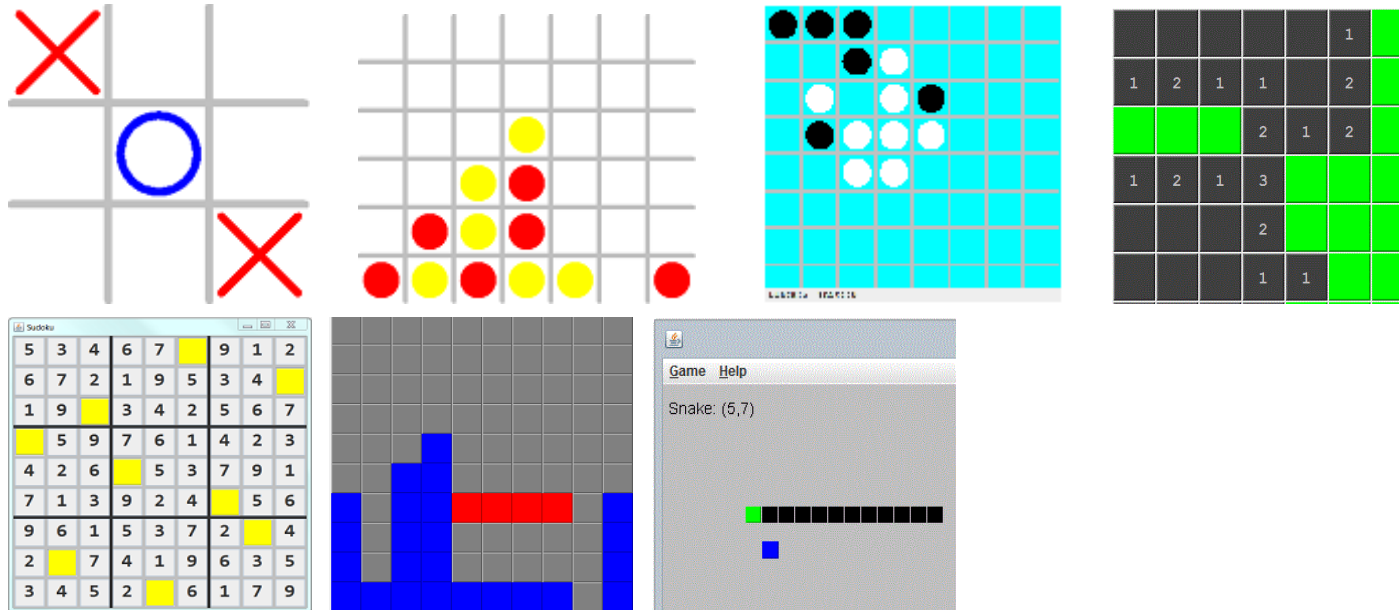 1
1 2 1 1 2
2 1 2
1 2 1 3
2
1 1
Sudoku
5 3 4 6 7 9 1 2
6 7 2 1 9 5 3 4
1 9 3 4 2 5 6 7
5 9 7 6 1 4 2 3
4 2 6 5 3 7 9 1
7 1 3 9 2 4 5 6
9 6 1 5 3 7 2 4
2 7 4 1 9 6 3 5
3 4 5 2 6 1 7 9
Game Help
Snake: (5,7)